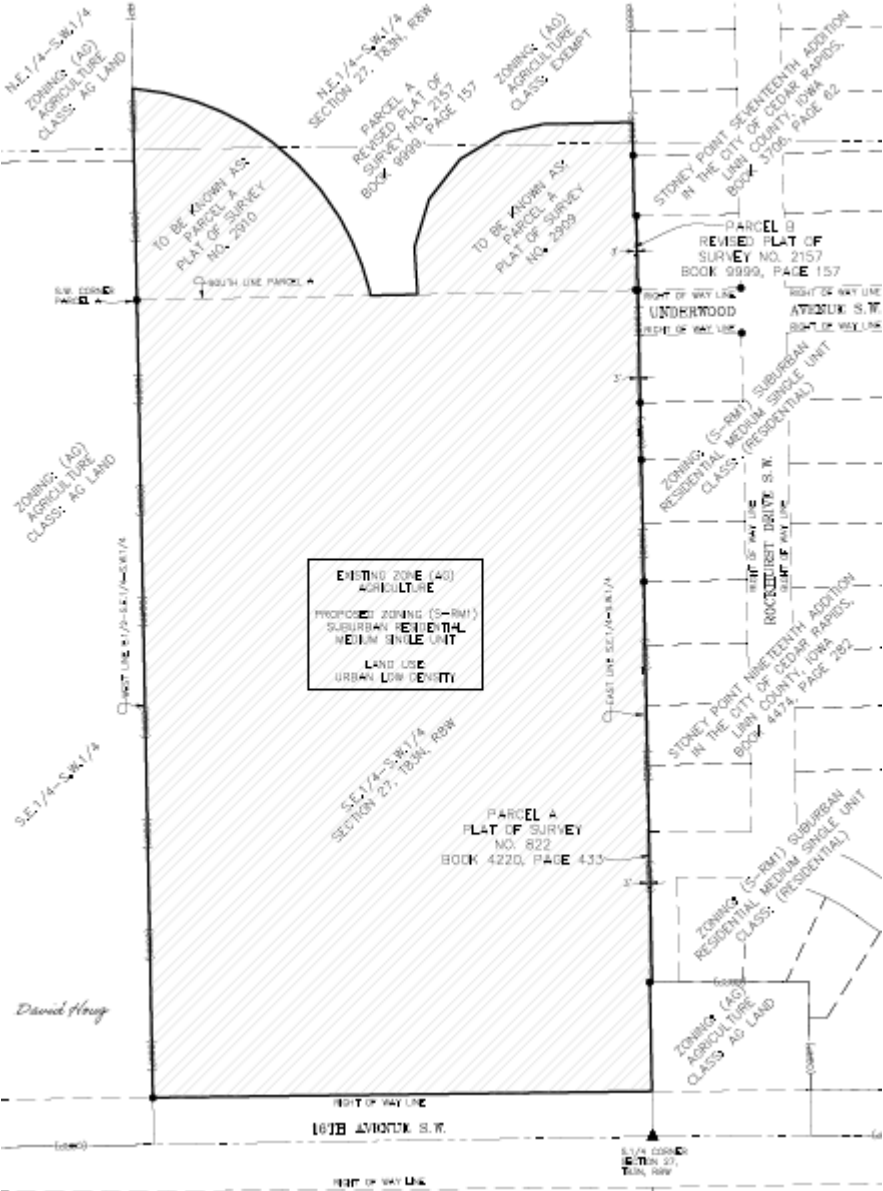 N.E.1/4-S.W.1/4
ZONING: (AG)
AGRICULTURE
CLASS: AG LAND
N.E.1/4-S.W.1/4
SECTION 27, T83N, R8W
PARCEL A
REVISED PLAT OF
SURVEY NO. 2157
BOOK 9999, PAGE 157
ZONING: (AG)
AGRICULTURE
CLASS: EXEMPT
STONEY POINT SEVENTEENTH ADDITION
IN THE CITY OF CEDAR RAPIDS,
LINN COUNTY, IOWA
BOOK 3706, PAGE 62
TO BE KNOWN AS:
PARCEL A
PLAT OF SURVEY
NO. 2910
TO BE KNOWN AS:
PARCEL A
PLAT OF SURVEY
NO. 2909
PARCEL B
REVISED PLAT OF
SURVEY NO. 2157
BOOK 9999, PAGE 157
3'
SOUTH LINE PARCEL A
S.W. CORNER
PARCEL A
RIGHT OF WAY LINE
RIGHT OF WAY LINE
UNDERWOOD
AVENUE S.W.
RIGHT OF WAY LINE
RIGHT OF WAY LINE
3'
ZONING: (S-RM1) SUBURBAN
RESIDENTIAL MEDIUM SINGLE UNIT
CLASS: (RESIDENTIAL)
ZONING: (AG)
AGRICULTURE
CLASS: AG LAND
RIGHT OF WAY LINE
ROCKHURST DRIVE S.W.
RIGHT OF WAY LINE
EXISTING ZONE (AG)
AGRICULTURE
PROPOSED ZONING (S-RM1)
SUBURBAN RESIDENTIAL
MEDIUM SINGLE UNIT
LAND USE:
URBAN LOW DENSITY
WEST LINE E.1/2-S.E.1/4-S.W.1/4
EAST LINE S.E.1/4-S.W.1/4
STONEY POINT NINETEENTH ADDITION
IN THE CITY OF CEDAR RAPIDS,
LINN COUNTY, IOWA
BOOK 4474, PAGE 282
S.E.1/4-S.W.1/4
S.E.1/4-S.W.1/4
SECTION 27, T83N, R8W
PARCEL A
PLAT OF SURVEY
NO. 822
BOOK 4220, PAGE 433
3'
ZONING: (S-RM1) SUBURBAN
RESIDENTIAL MEDIUM SINGLE UNIT
CLASS: (RESIDENTIAL)
David Houg
ZONING: (AG)
AGRICULTURE
CLASS: AG LAND
RIGHT OF WAY LINE
16TH AVENUE S.W.
S.1/4 CORNER
SECTION 27,
T83N, R8W
RIGHT OF WAY LINE